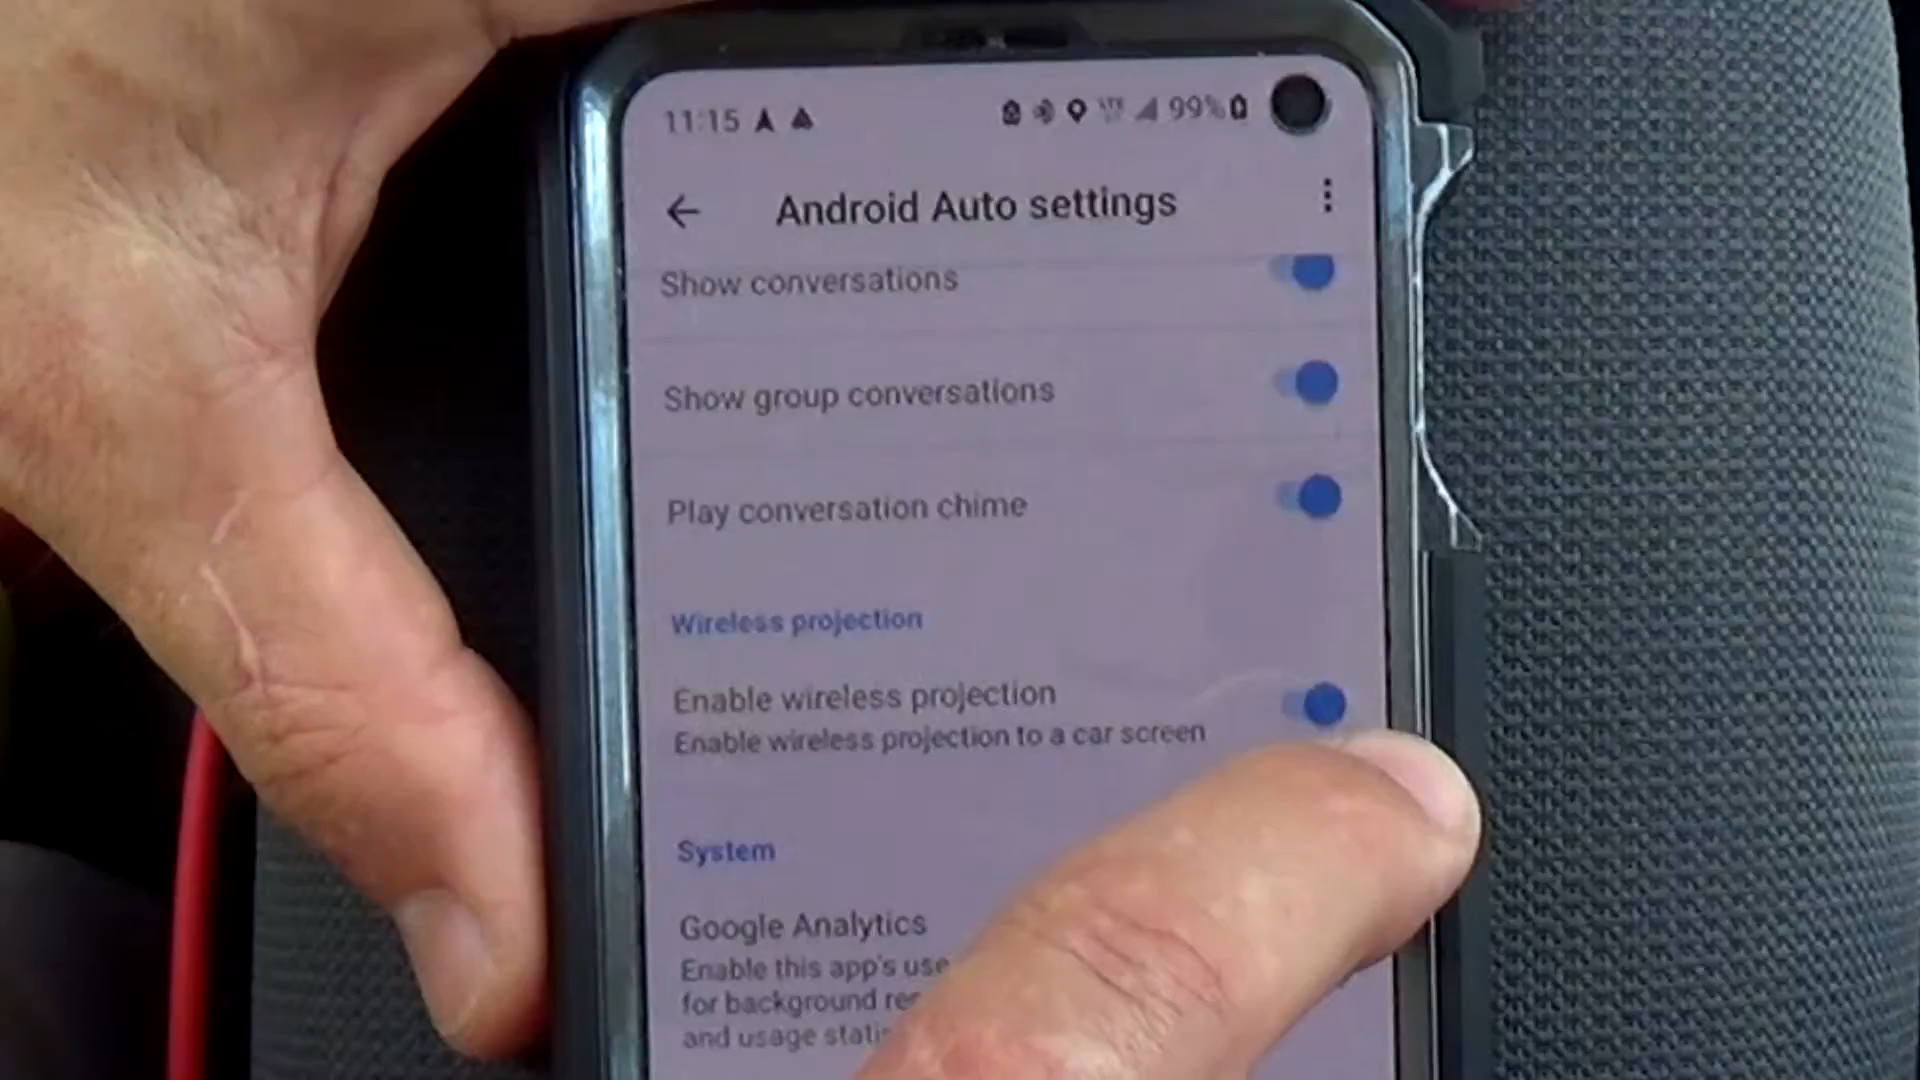 11:15 99%
Android Auto settings
Show conversations
Show group conversations
Play conversation chime
Wireless projection
Enable wireless projection
Enable wireless projection to a car screen
System
Google Analytics
Enable this app's use
for background
and usage